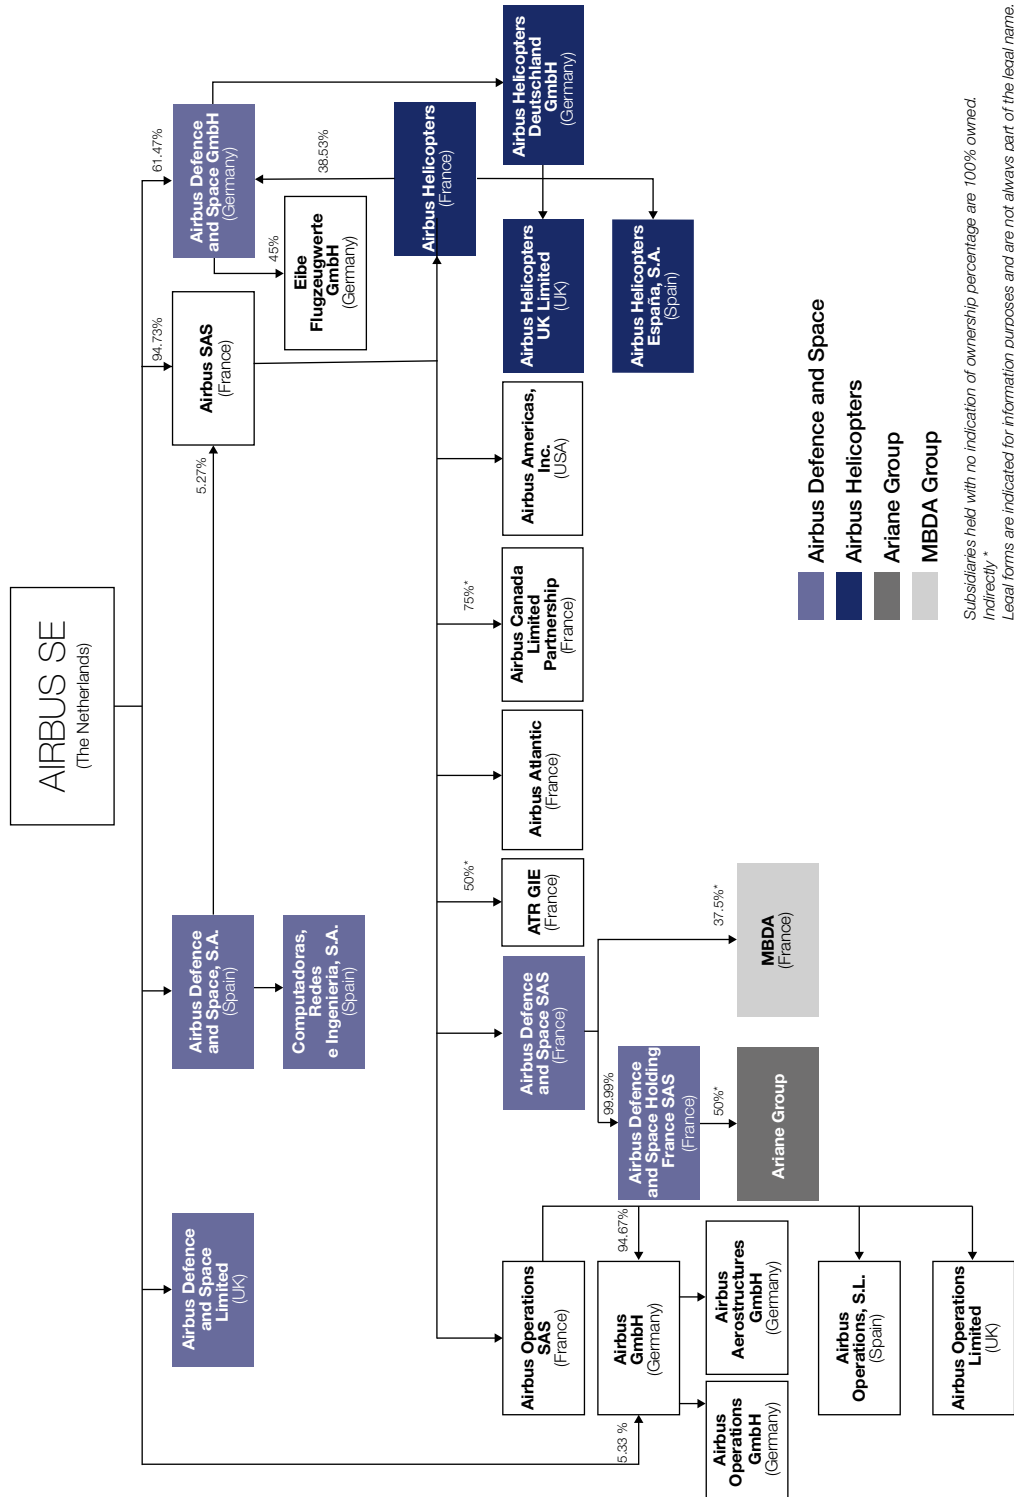 AIRBUS SE
(The Netherlands)
5.33 %
Airbus Defence
and Space
Limited
(UK)
Airbus Defence
and Space, S.A.
(Spain)
5.27%
94.73%
Airbus SAS
(France)
61.47%
Airbus Defence
and Space GmbH
(Germany)
Computadoras,
Redes
e Ingenieria, S.A.
(Spain)
45%
Eibe
Flugzeugwerte
GmbH
(Germany)
38.53%
Airbus Helicopters
(France)
Airbus Operations
SAS
(France)
Airbus Defence
and Space SAS
(France)
50%*
ATR GIE
(France)
Airbus Atlantic
(France)
75%*
Airbus Canada
Limited
Partnership
(France)
Airbus Americas,
Inc.
(USA)
Airbus Helicopters
UK Limited
(UK)
Airbus Helicopters
Deutschland
GmbH
(Germany)
94.67%
Airbus
GmbH
(Germany)
99.99%
Airbus Defence
and Space Holding
France SAS
(France)
Airbus Helicopters
España, S.A.
(Spain)
Airbus
Operations
GmbH
(Germany)
Airbus
Aerostructures
GmbH
(Germany)
50%*
Ariane Group
37.5%*
MBDA
(France)
Airbus
Operations, S.L.
(Spain)
Airbus Operations
Limited
(UK)
Airbus Defence and Space
Airbus Helicopters
Ariane Group
MBDA Group
Subsidiaries held with no indication of ownership percentage are 100% owned.
Indirectly *
Legal forms are indicated for information purposes and are not always part of the legal name.